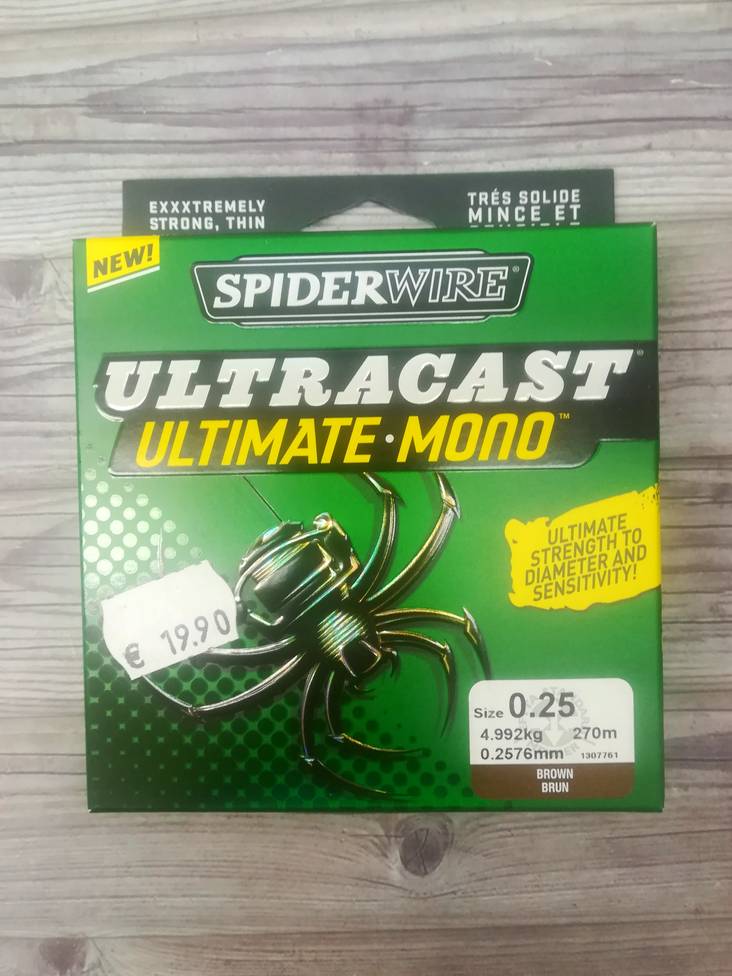 EXXXTREMELY
STRONG, THIN
TRÉS SOLIDE
MINCE ET
NEW!
SPIDERWIRE®
ULTRACAST®
ULTIMATE·MONO™
ULTIMATE
STRENGTH TO
DIAMETER AND
SENSITIVITY!
€ 19.90
Size 0.25
4.992kg 270m
0.2576mm 1307761
BROWN
BRUN